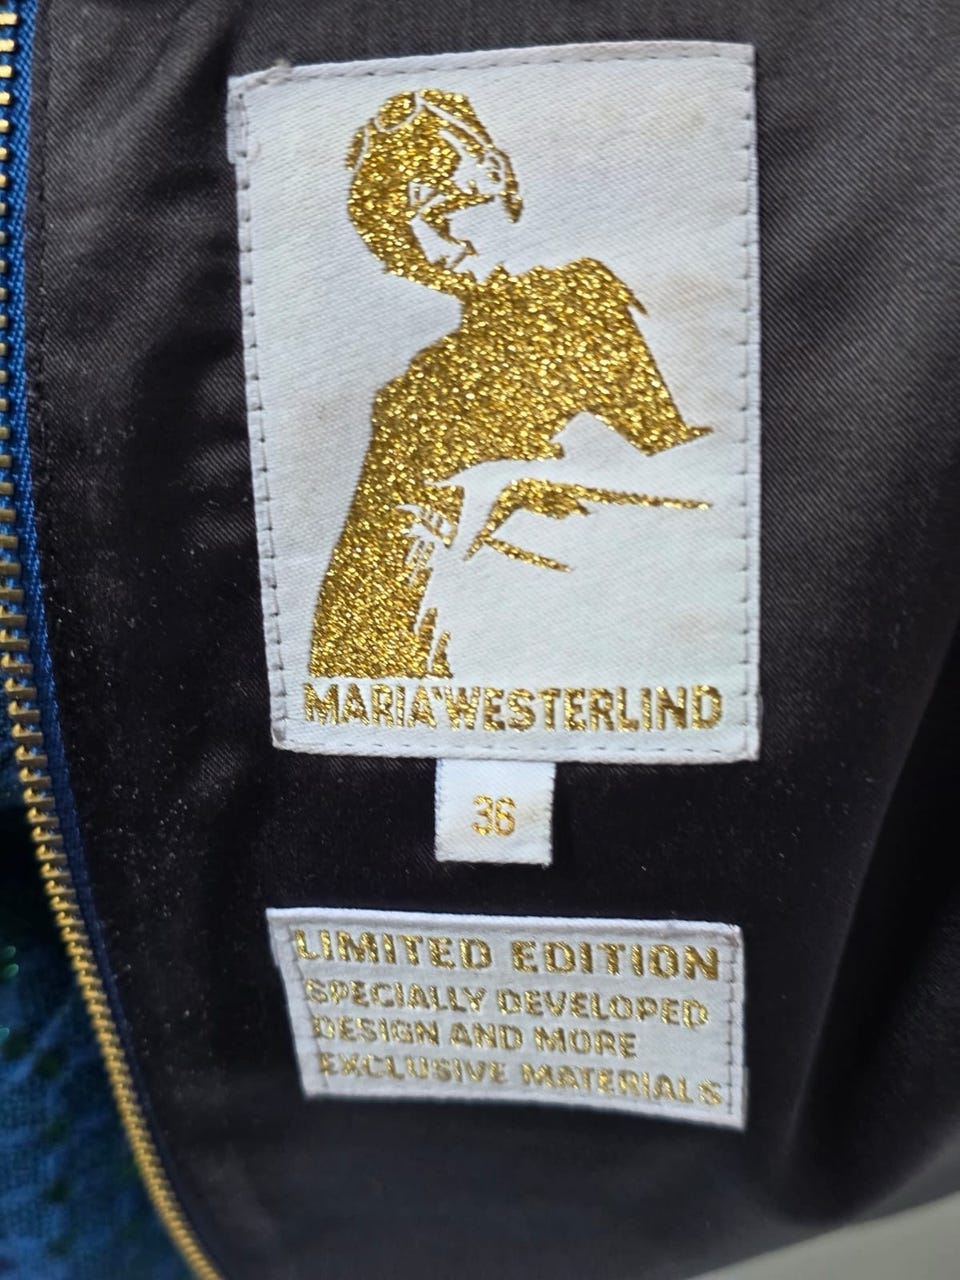 MARIA*WESTERLIND
36
LIMITED EDITION
SPECIALLY DEVELOPED
DESIGN AND MORE
EXCLUSIVE MATERIALS